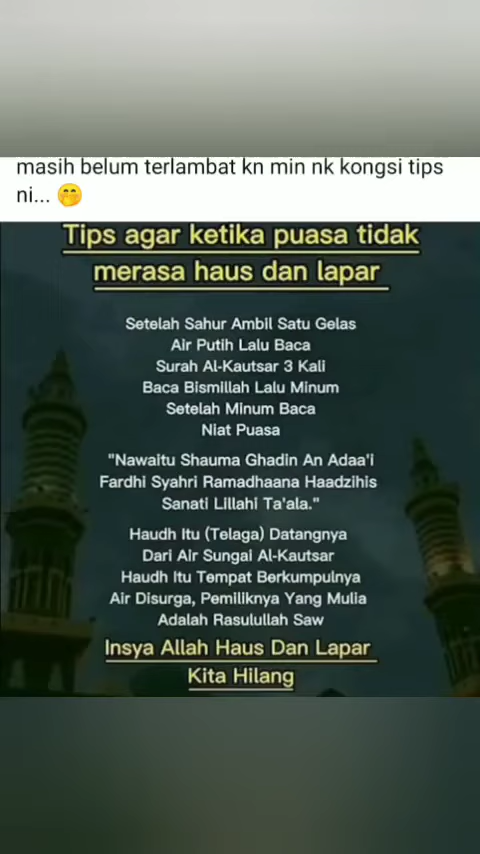 masih belum terlambat kn min nk kongsi tips
ni... 🤭
Tips agar ketika puasa tidak
merasa haus dan lapar
Setelah Sahur Ambil Satu Gelas
Air Putih Lalu Baca
Surah Al-Kautsar 3 Kali
Baca Bismillah Lalu Minum
Setelah Minum Baca
Niat Puasa
"Nawaitu Shauma Ghadin An Adaa'i
Fardhi Syahri Ramadhaana Haadzihis
Sanati Lillahi Ta'ala."
Haudh Itu (Telaga) Datangnya
Dari Air Sungai Al-Kautsar
Haudh Itu Tempat Berkumpulnya
Air Disurga, Pemiliknya Yang Mulia
Adalah Rasulullah Saw
Insya Allah Haus Dan Lapar
Kita Hilang